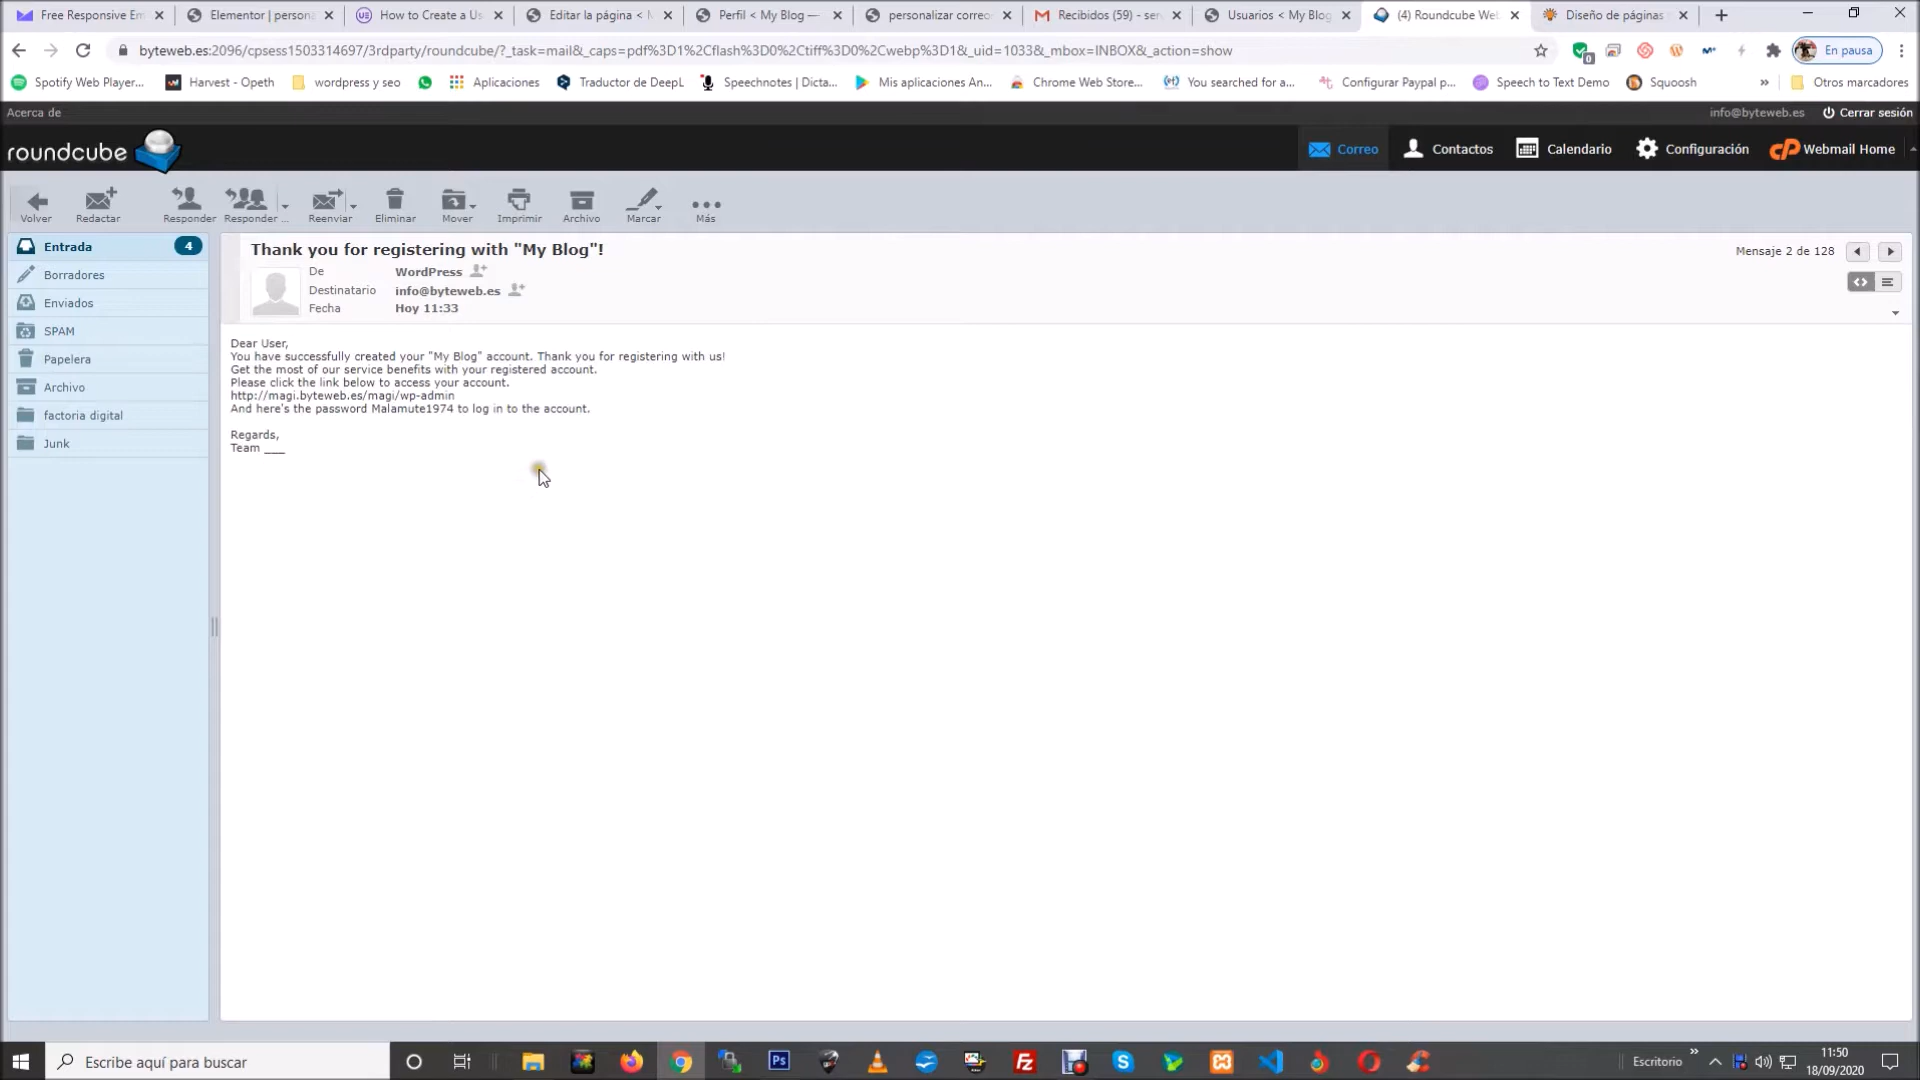 Free Responsive Em
Elementor | persona
How to Create a Us
Editar la página < M
Perfil < My Blog —
personalizar correo
Recibidos (59) - ser
Usuarios < My Blog
(4) Roundcube Web
Diseño de páginas
byteweb.es:2096/cpsess1503314697/3rdparty/roundcube/?_task=mail&_caps=pdf%3D1%2Cflash%3D0%2Ctiff%3D0%2Cwebp%3D1&_uid=1033&_mbox=INBOX&_action=show
En pausa
Spotify Web Player...
Harvest - Opeth
wordpress y seo
Aplicaciones
Traductor de DeepL
Speechnotes | Dicta...
Mis aplicaciones An...
Chrome Web Store...
You searched for a...
Configurar Paypal p...
Speech to Text Demo
Squoosh
»
Otros marcadores
Acerca de
info@byteweb.es
Cerrar sesión
roundcube
Correo
Contactos
Calendario
Configuración
Webmail Home
Volver
Redactar
Responder
Responder ...
Reenviar
Eliminar
Mover
Imprimir
Archivo
Marcar
Más
Entrada 4
Borradores
Enviados
SPAM
Papelera
Archivo
factoria digital
Junk
Thank you for registering with "My Blog"!
Mensaje 2 de 128
De WordPress
Destinatario info@byteweb.es
Fecha Hoy 11:33
Dear User,
You have successfully created your "My Blog" account. Thank you for registering with us!
Get the most of our service benefits with your registered account.
Please click the link below to access your account.
http://magi.byteweb.es/magi/wp-admin
And here's the password Malamute1974 to log in to the account.
Regards,
Team ___
Escribe aquí para buscar
Ps
Fz
Escritorio
»
11:50
18/09/2020